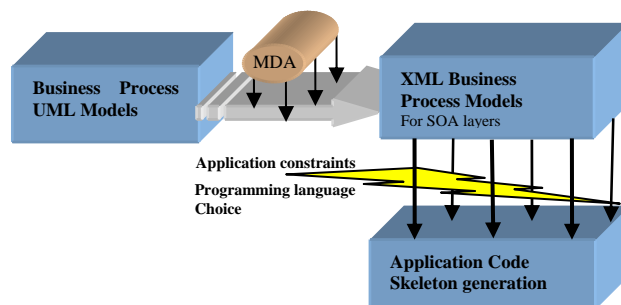 MDA
Business Process
UML Models
XML Business
Process Models
For SOA layers
Application constraints
Programming language
Choice
Application Code
Skeleton generation